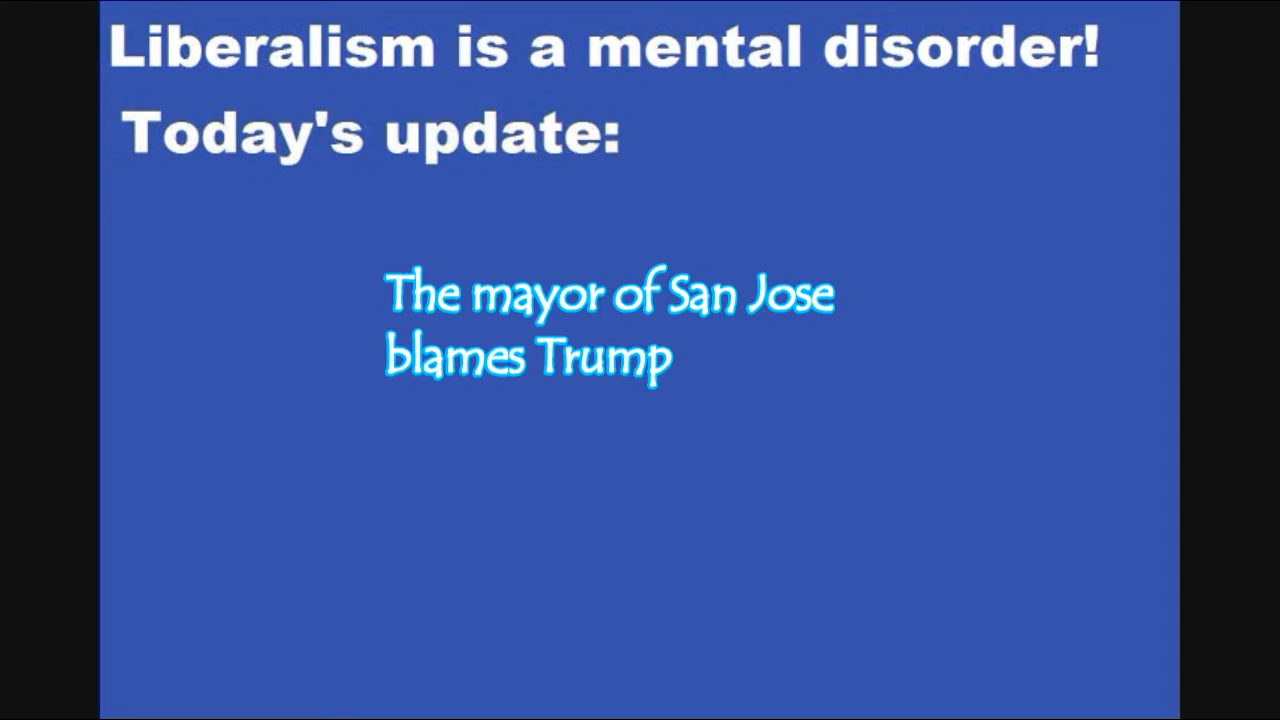 Liberalism is a mental disorder!
Today's update:
The mayor of San Jose
blames Trump